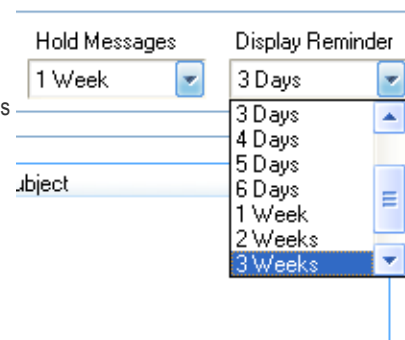 Hold Messages Display Reminder
1 Week 3 Days
s
3 Days
4 Days
5 Days
ubject
6 Days
1 Week
2 Weeks
3 Weeks